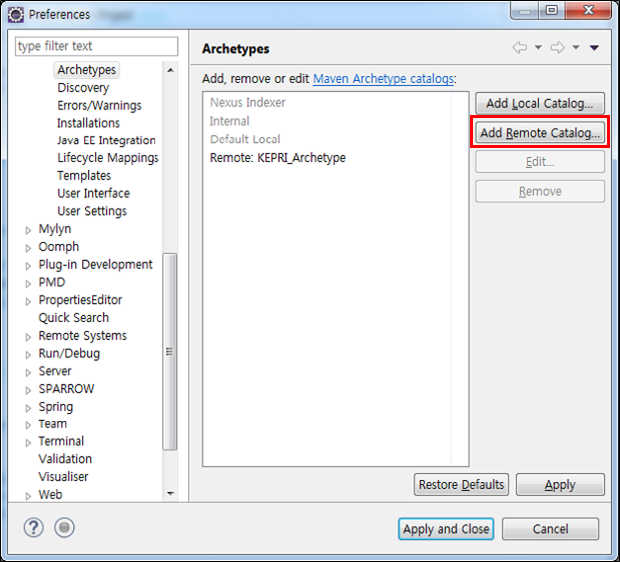 Preferences
type filter text
Archetypes
Discovery
Errors/Warnings
Installations
Java EE Integration
Lifecycle Mappings
Templates
User Interface
User Settings
Mylyn
Oomph
Plug-in Development
PMD
PropertiesEditor
Quick Search
Remote Systems
Run/Debug
Server
SPARROW
Spring
Team
Terminal
Validation
Visualiser
Web
Archetypes
Add, remove or edit Maven Archetype catalogs:
Nexus Indexer
Internal
Default Local
Remote: KEPRI_Archetype
Add Local Catalog...
Add Remote Catalog...
Edit...
Remove
Restore Defaults
Apply
?
Apply and Close
Cancel